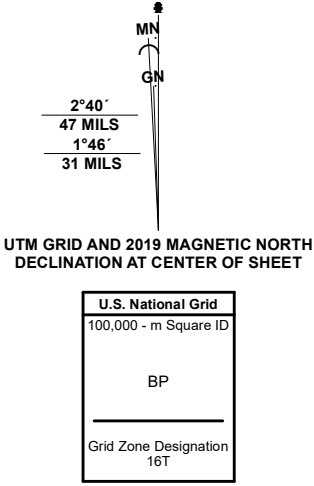 MN
GN
2°40´
47 MILS
1°46´
31 MILS
UTM GRID AND 2019 MAGNETIC NORTH
DECLINATION AT CENTER OF SHEET
U.S. National Grid
100,000 - m Square ID
BP
Grid Zone Designation
16T